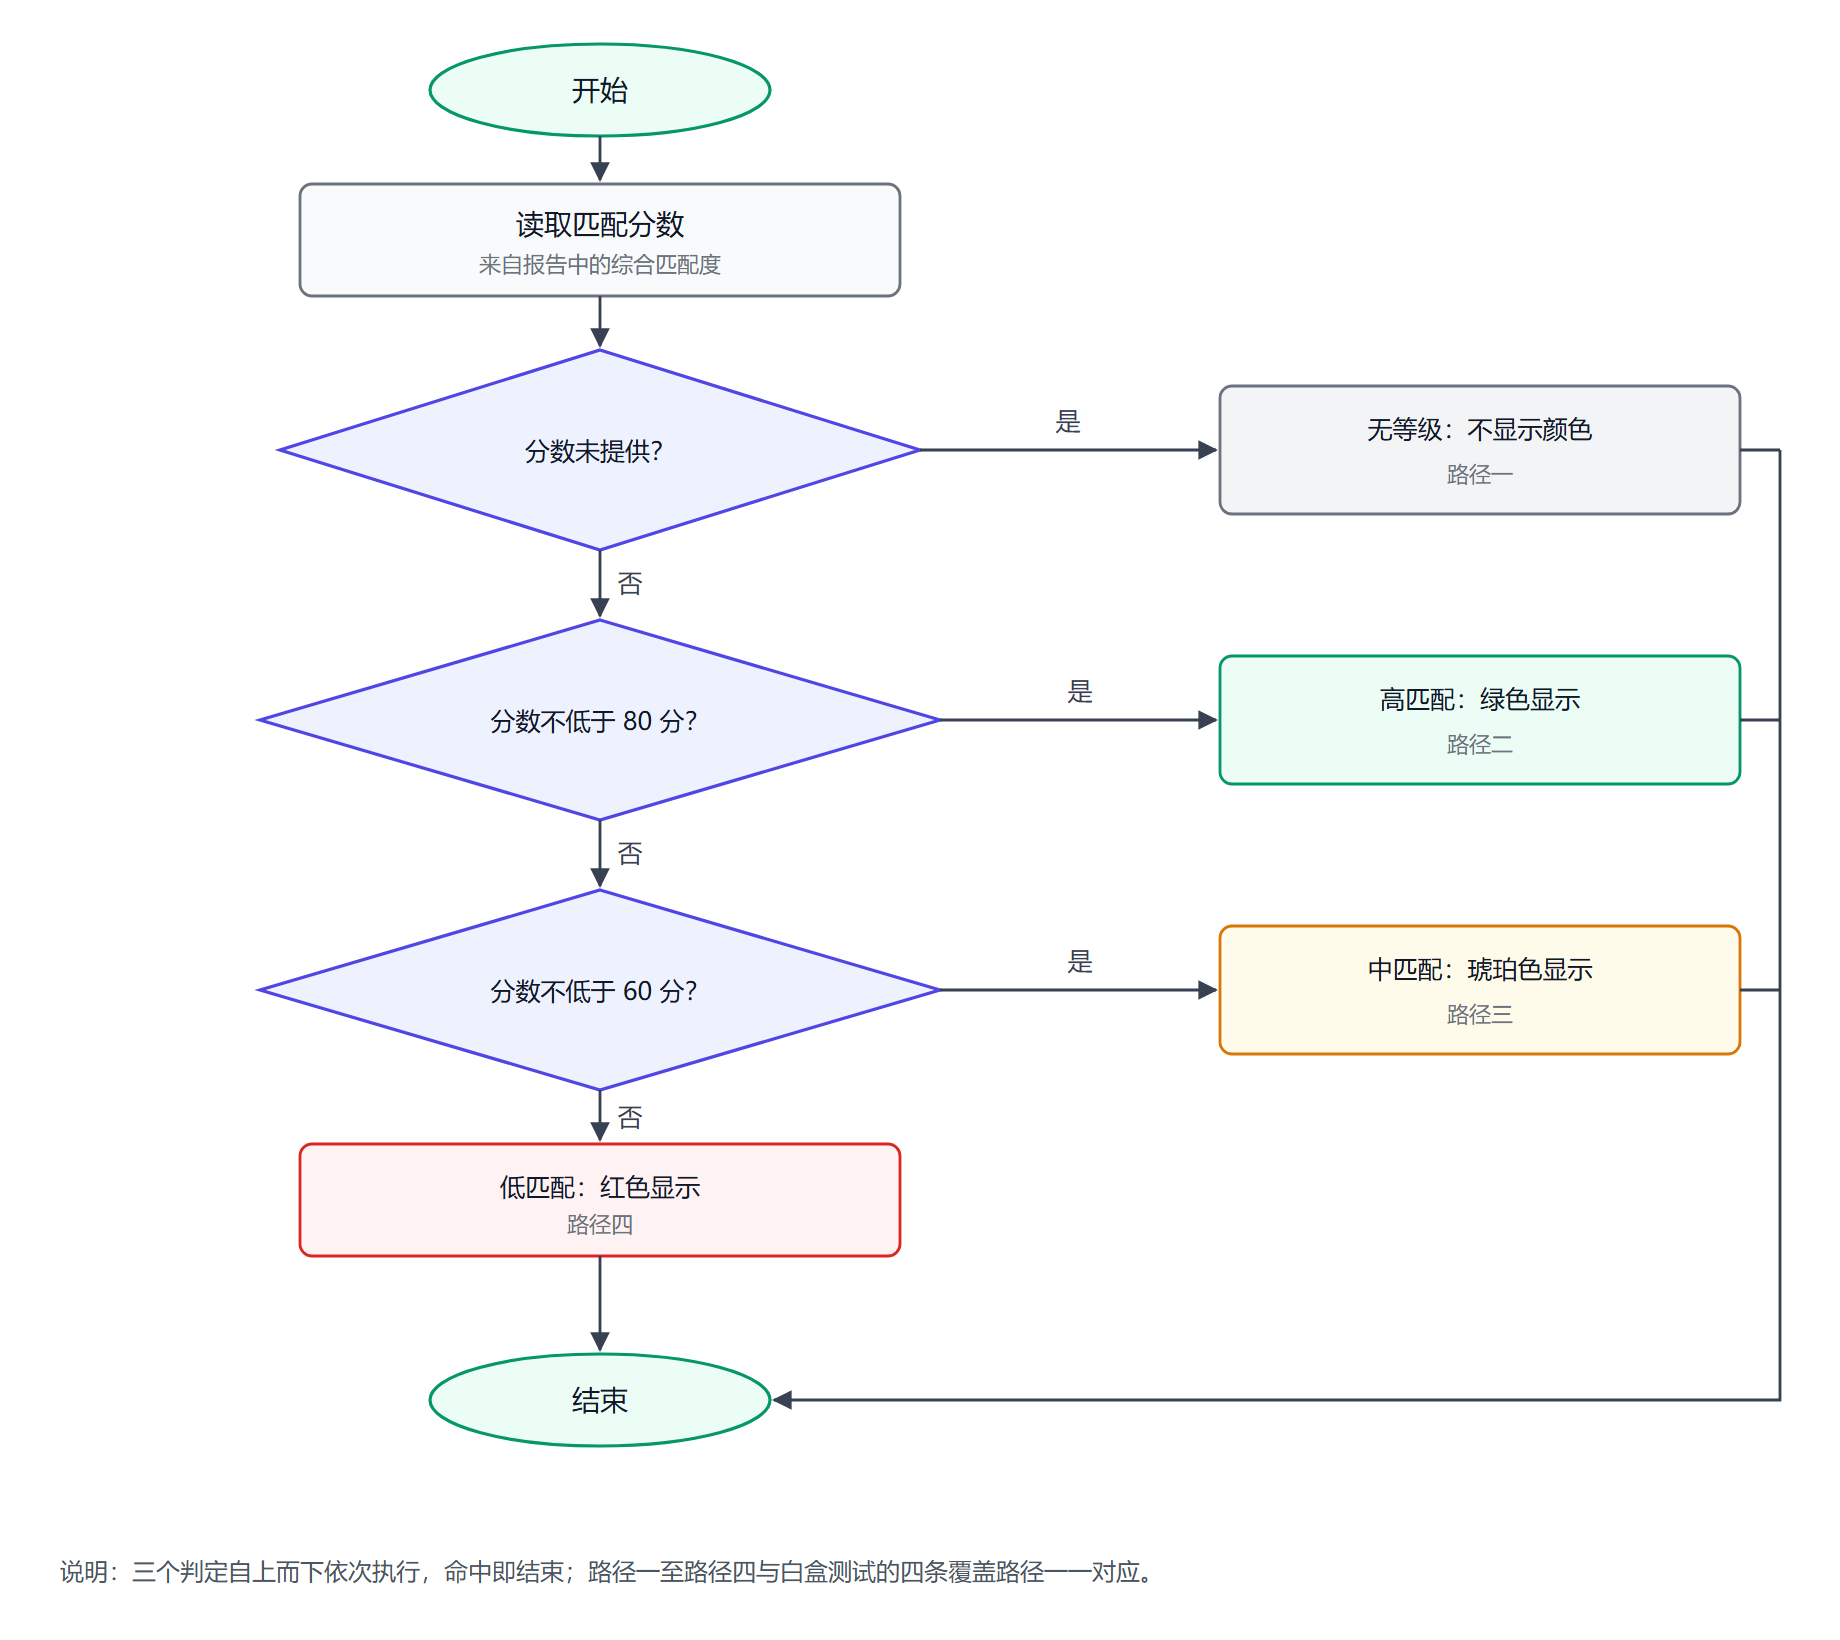 开始
读取匹配分数
来自报告中的综合匹配度
分数未提供？
是
无等级：不显示颜色
路径一
否
分数不低于 80 分？
是
高匹配：绿色显示
路径二
否
分数不低于 60 分？
是
中匹配：琥珀色显示
路径三
否
低匹配：红色显示
路径四
结束
说明：三个判定自上而下依次执行，命中即结束；路径一至路径四与白盒测试的四条覆盖路径一一对应。